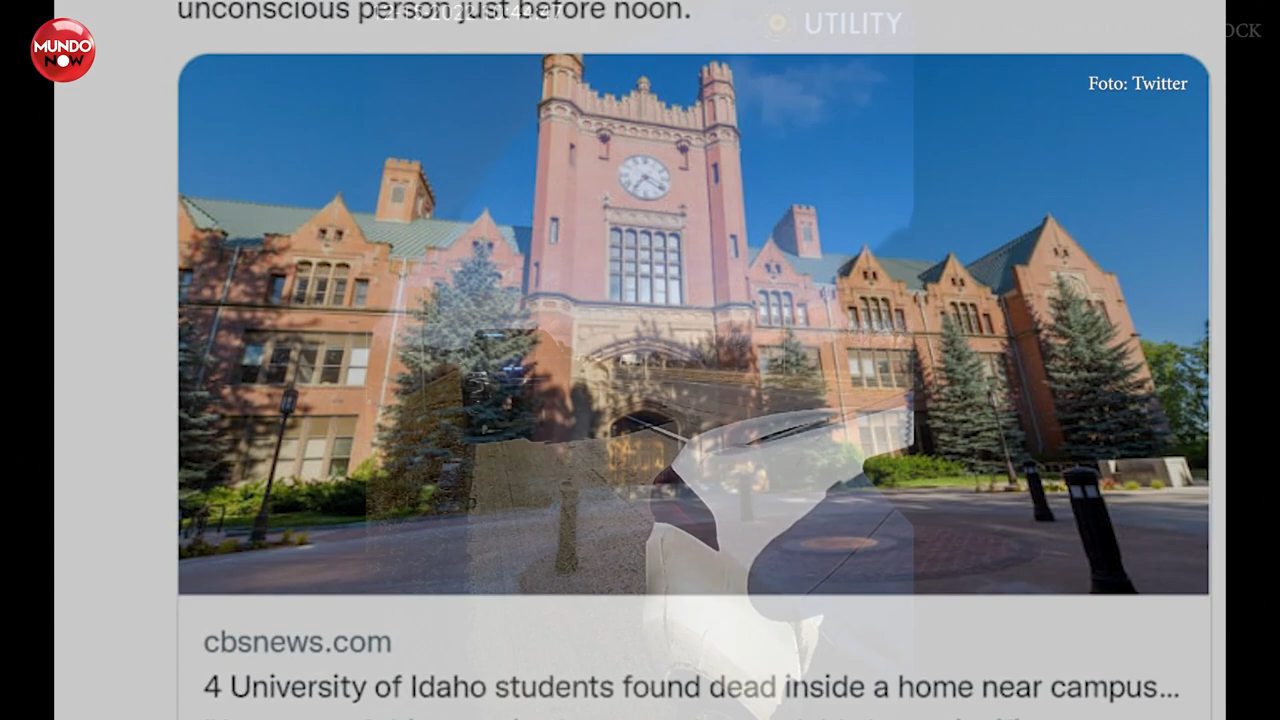 unconscious person just before noon.
UTILITY
OCK
MUNDO
NOW
Foto: Twitter
cbsnews.com
4 University of Idaho students found dead inside a home near campus...